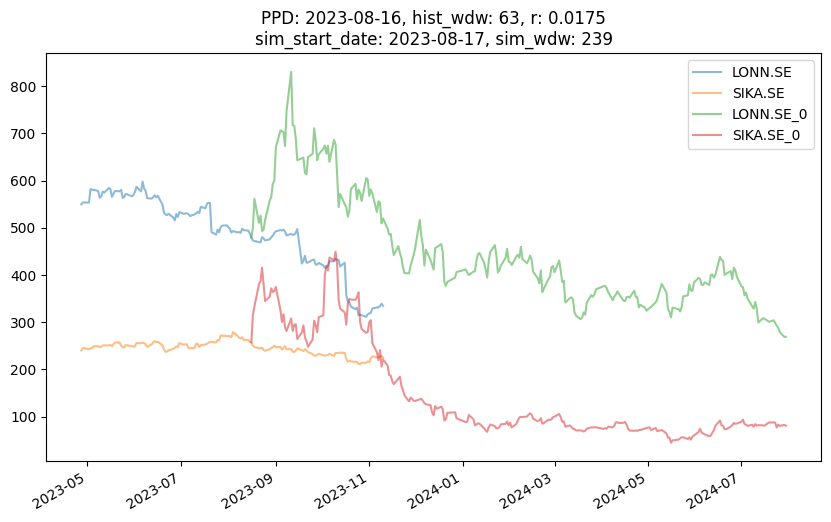 PPD: 2023-08-16, hist_wdw: 63, r: 0.0175
sim_start_date: 2023-08-17, sim_wdw: 239
LONN.SE
SIKA.SE
LONN.SE_0
SIKA.SE_0
800
700
600
500
400
300
200
100
2023-05
2023-07
2023-09
2023-11
2024-01
2024-03
2024-05
2024-07